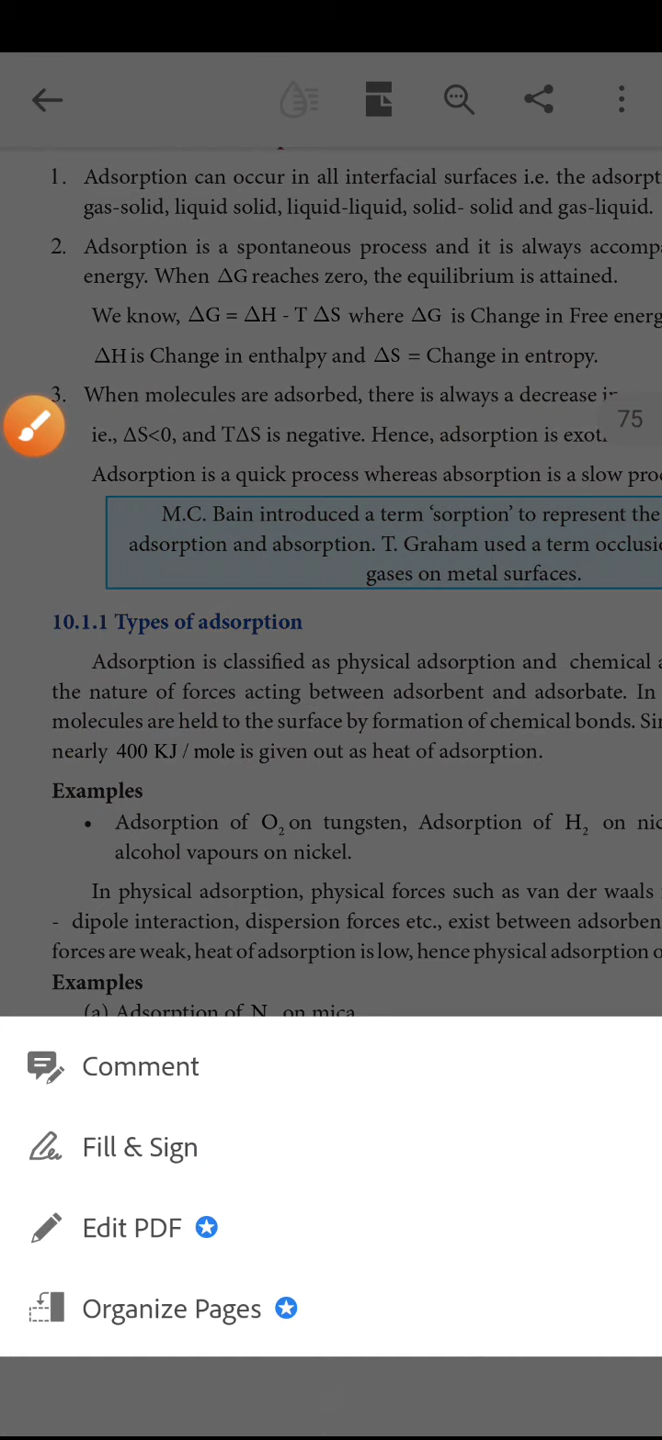 1. Adsorption can occur in all interfacial surfaces i.e. the adsorpt
gas-solid, liquid solid, liquid-liquid, solid- solid and gas-liquid.
2. Adsorption is a spontaneous process and it is always accomp
energy. When ΔG reaches zero, the equilibrium is attained.
We know, ΔG = ΔH - T ΔS where ΔG is Change in Free energ
ΔH is Change in enthalpy and ΔS = Change in entropy.
3. When molecules are adsorbed, there is always a decrease in
75
ie., ΔS<0, and TΔS is negative. Hence, adsorption is exot
Adsorption is a quick process whereas absorption is a slow pro
M.C. Bain introduced a term ‘sorption’ to represent the
adsorption and absorption. T. Graham used a term occlusi
gases on metal surfaces.
10.1.1 Types of adsorption
Adsorption is classified as physical adsorption and chemical a
the nature of forces acting between adsorbent and adsorbate. In
molecules are held to the surface by formation of chemical bonds. Sin
nearly 400 KJ / mole is given out as heat of adsorption.
Examples
• Adsorption of O₂ on tungsten, Adsorption of H₂ on nic
alcohol vapours on nickel.
In physical adsorption, physical forces such as van der waals
- dipole interaction, dispersion forces etc., exist between adsorben
forces are weak, heat of adsorption is low, hence physical adsorption o
Examples
(a) Adsorption of N on mica
Comment
Fill & Sign
Edit PDF
Organize Pages